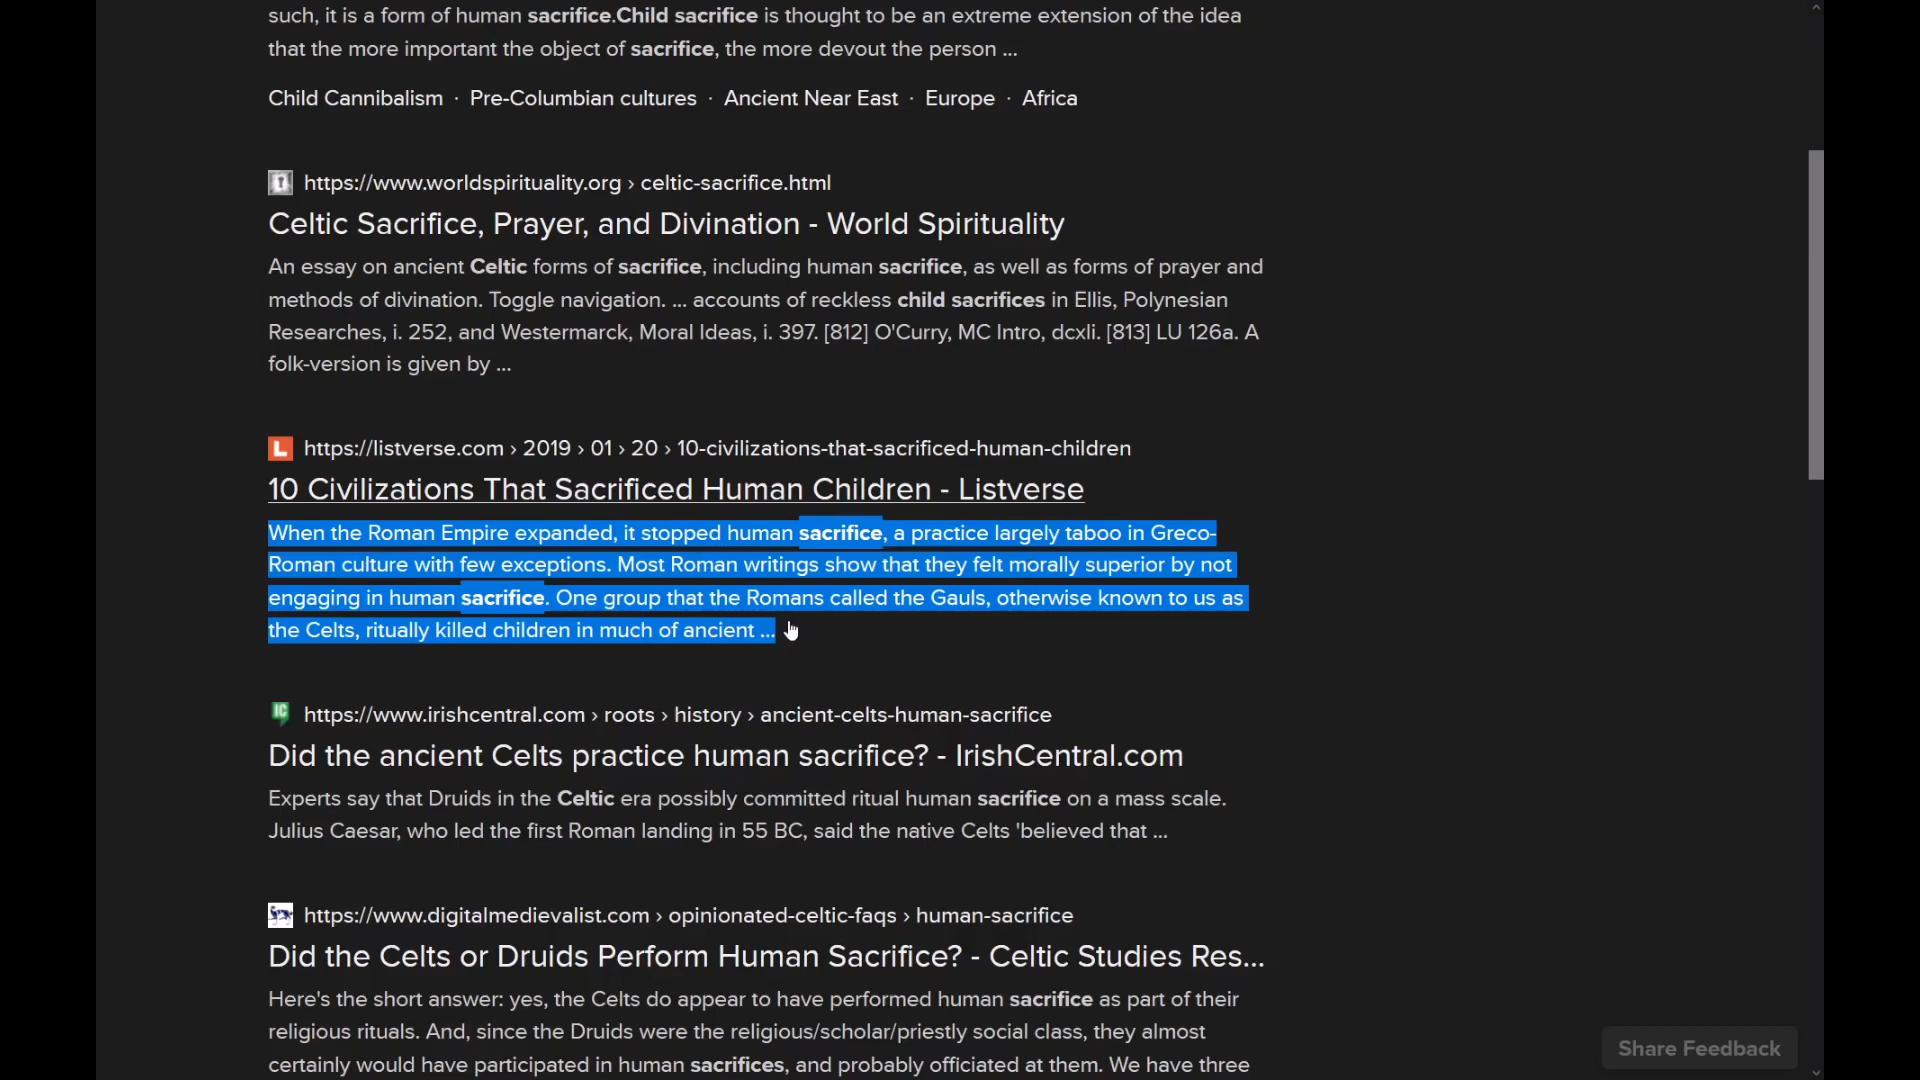 such, it is a form of human sacrifice.Child sacrifice is thought to be an extreme extension of the idea
that the more important the object of sacrifice, the more devout the person ...
Child Cannibalism · Pre-Columbian cultures · Ancient Near East · Europe · Africa
https://www.worldspirituality.org › celtic-sacrifice.html
Celtic Sacrifice, Prayer, and Divination - World Spirituality
An essay on ancient Celtic forms of sacrifice, including human sacrifice, as well as forms of prayer and
methods of divination. Toggle navigation. ... accounts of reckless child sacrifices in Ellis, Polynesian
Researches, i. 252, and Westermarck, Moral Ideas, i. 397. [812] O'Curry, MC Intro, dcxli. [813] LU 126a. A
folk-version is given by ...
L https://listverse.com › 2019 › 01 › 20 › 10-civilizations-that-sacrificed-human-children
10 Civilizations That Sacrificed Human Children - Listverse
When the Roman Empire expanded, it stopped human sacrifice, a practice largely taboo in Greco-
Roman culture with few exceptions. Most Roman writings show that they felt morally superior by not
engaging in human sacrifice. One group that the Romans called the Gauls, otherwise known to us as
the Celts, ritually killed children in much of ancient ...
IC https://www.irishcentral.com › roots › history › ancient-celts-human-sacrifice
Did the ancient Celts practice human sacrifice? - IrishCentral.com
Experts say that Druids in the Celtic era possibly committed ritual human sacrifice on a mass scale.
Julius Caesar, who led the first Roman landing in 55 BC, said the native Celts 'believed that ...
https://www.digitalmedievalist.com › opinionated-celtic-faqs › human-sacrifice
Did the Celts or Druids Perform Human Sacrifice? - Celtic Studies Res...
Here's the short answer: yes, the Celts do appear to have performed human sacrifice as part of their
religious rituals. And, since the Druids were the religious/scholar/priestly social class, they almost
certainly would have participated in human sacrifices, and probably officiated at them. We have three
Share Feedback